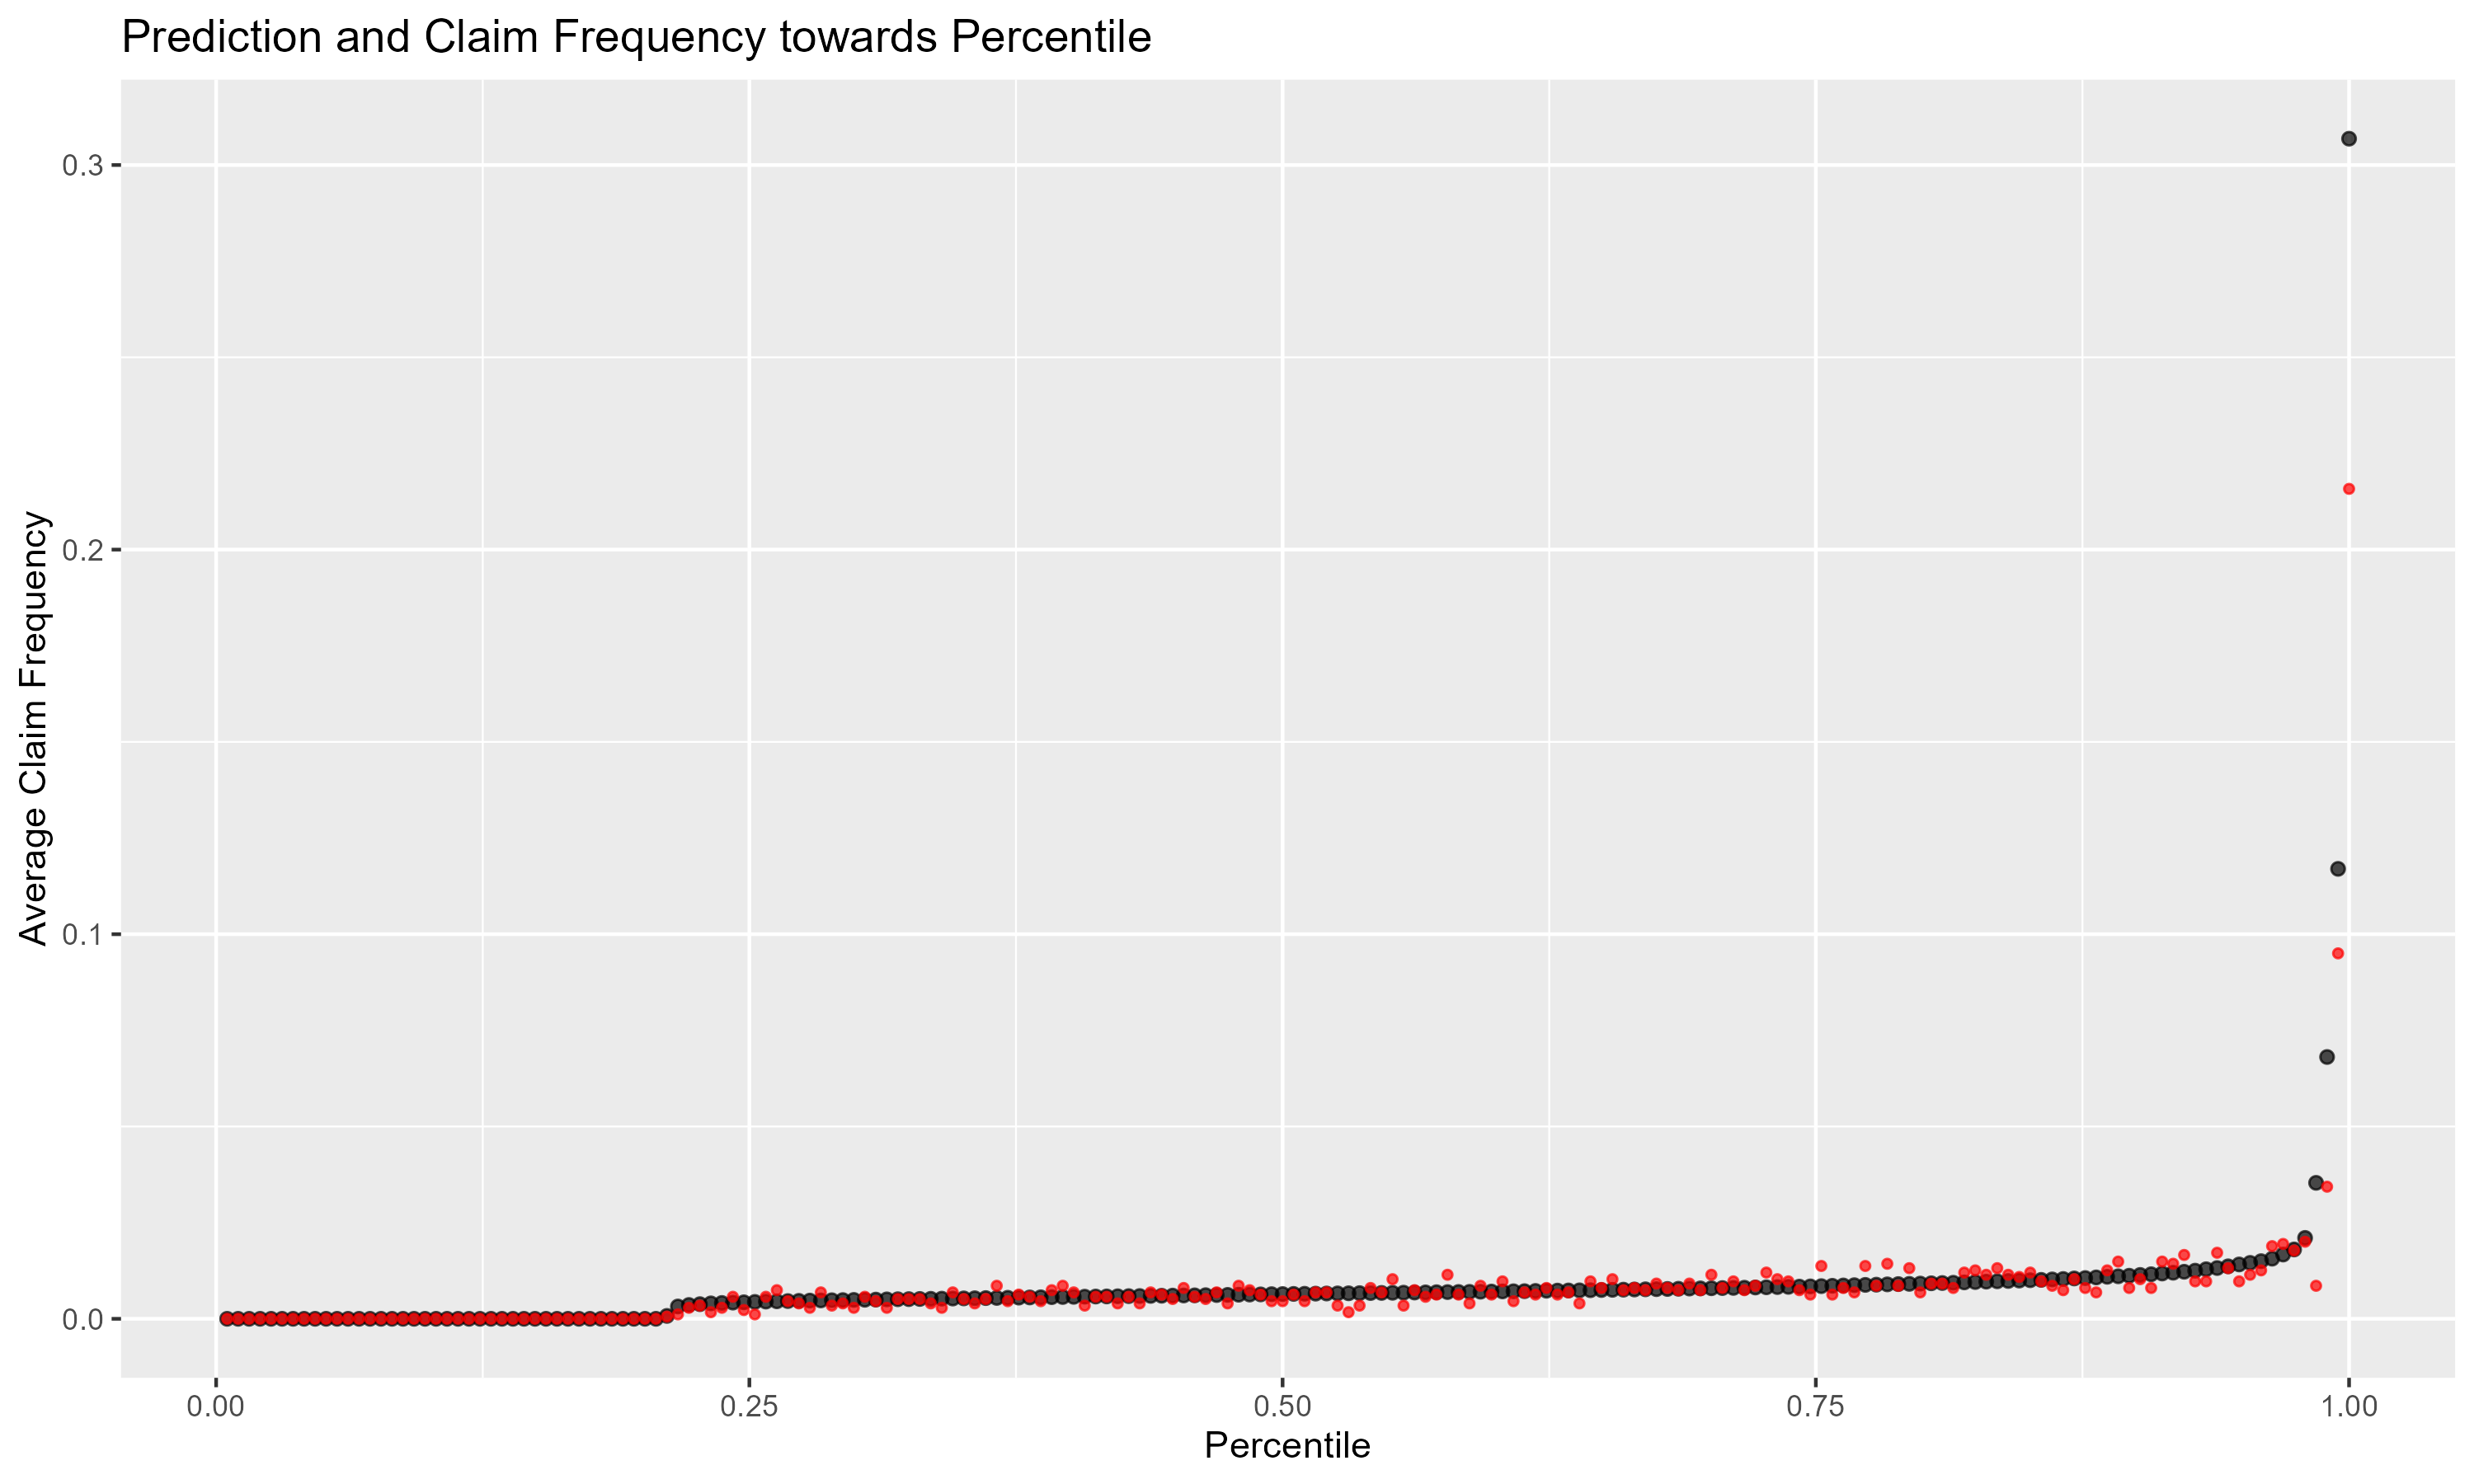 Prediction and Claim Frequency towards Percentile
Average Claim Frequency
0.3
0.2
0.1
0.0
0.00 0.25 0.50 0.75 1.00
Percentile